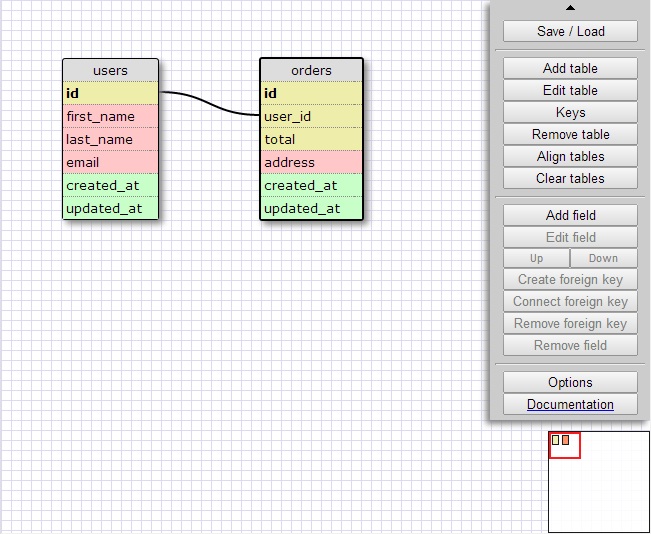 users
id
first_name
last_name
email
created_at
updated_at
orders
id
user_id
total
address
created_at
updated_at
Save / Load
Add table
Edit table
Keys
Remove table
Align tables
Clear tables
Add field
Edit field
Up Down
Create foreign key
Connect foreign key
Remove foreign key
Remove field
Options
Documentation